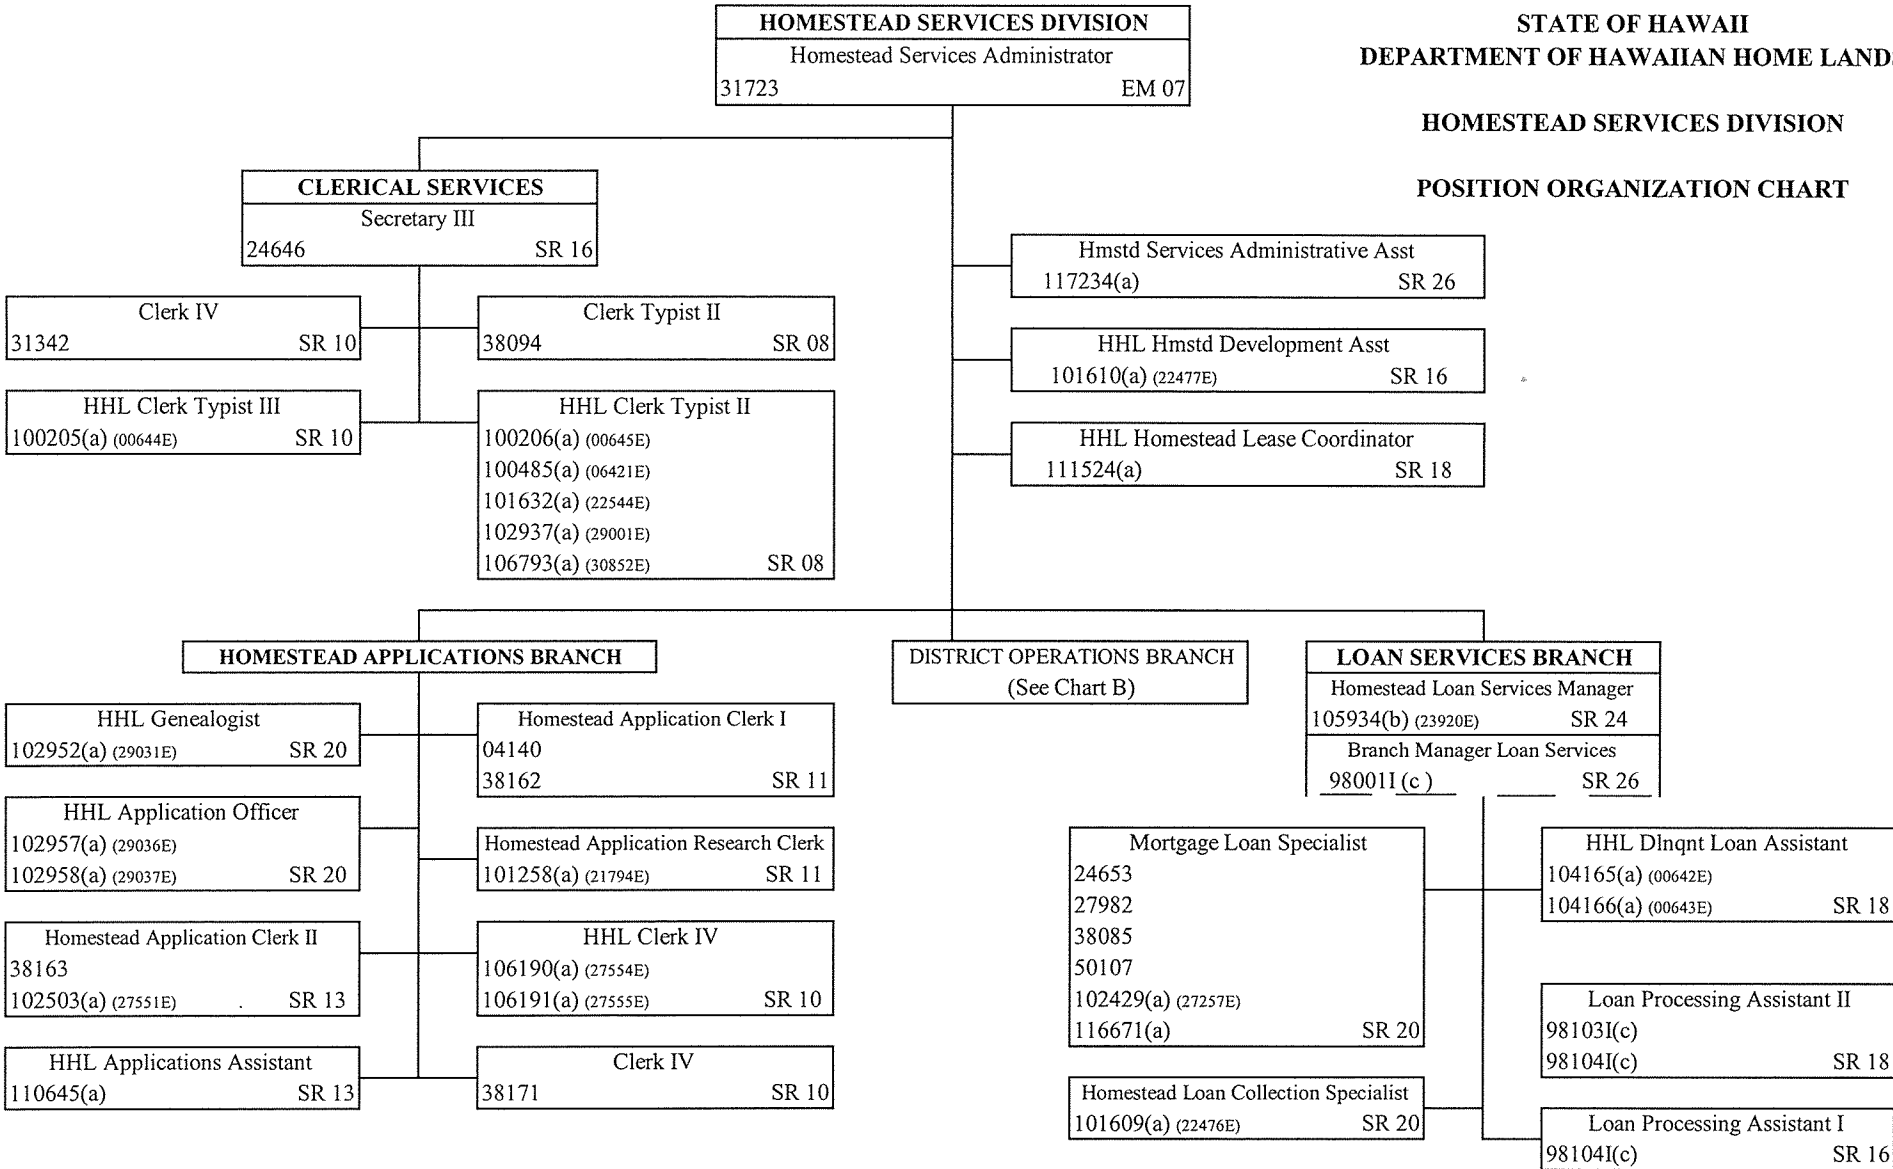 HOMESTEAD SERVICES DIVISION
Homestead Services Administrator
31723 EM 07
STATE OF HAWAII
DEPARTMENT OF HAWAIIAN HOME LANDS
HOMESTEAD SERVICES DIVISION
POSITION ORGANIZATION CHART
CLERICAL SERVICES
Secretary III
24646 SR 16
Clerk IV
31342 SR 10
Clerk Typist II
38094 SR 08
HHL Clerk Typist III
100205(a) (00644E) SR 10
HHL Clerk Typist II
100206(a) (00645E)
100485(a) (06421E)
101632(a) (22544E)
102937(a) (29001E)
106793(a) (30852E) SR 08
Hmstd Services Administrative Asst
117234(a) SR 26
HHL Hmstd Development Asst
101610(a) (22477E) SR 16
HHL Homestead Lease Coordinator
111524(a) SR 18
HOMESTEAD APPLICATIONS BRANCH
HHL Genealogist
102952(a) (29031E) SR 20
Homestead Application Clerk I
04140
38162 SR 11
HHL Application Officer
102957(a) (29036E)
102958(a) (29037E) SR 20
Homestead Application Research Clerk
101258(a) (21794E) SR 11
Homestead Application Clerk II
38163
102503(a) (27551E) . SR 13
HHL Clerk IV
106190(a) (27554E)
106191(a) (27555E) SR 10
HHL Applications Assistant
110645(a) SR 13
Clerk IV
38171 SR 10
DISTRICT OPERATIONS BRANCH
(See Chart B)
LOAN SERVICES BRANCH
Homestead Loan Services Manager
105934(b) (23920E) SR 24
Branch Manager Loan Services
98001I (c ) SR 26
Mortgage Loan Specialist
24653
27982
38085
50107
102429(a) (27257E)
116671(a) SR 20
HHL Dlnqnt Loan Assistant
104165(a) (00642E)
104166(a) (00643E) SR 18
Loan Processing Assistant II
98103I(c)
98104I(c) SR 18
Homestead Loan Collection Specialist
101609(a) (22476E) SR 20
Loan Processing Assistant I
98104I(c) SR 16